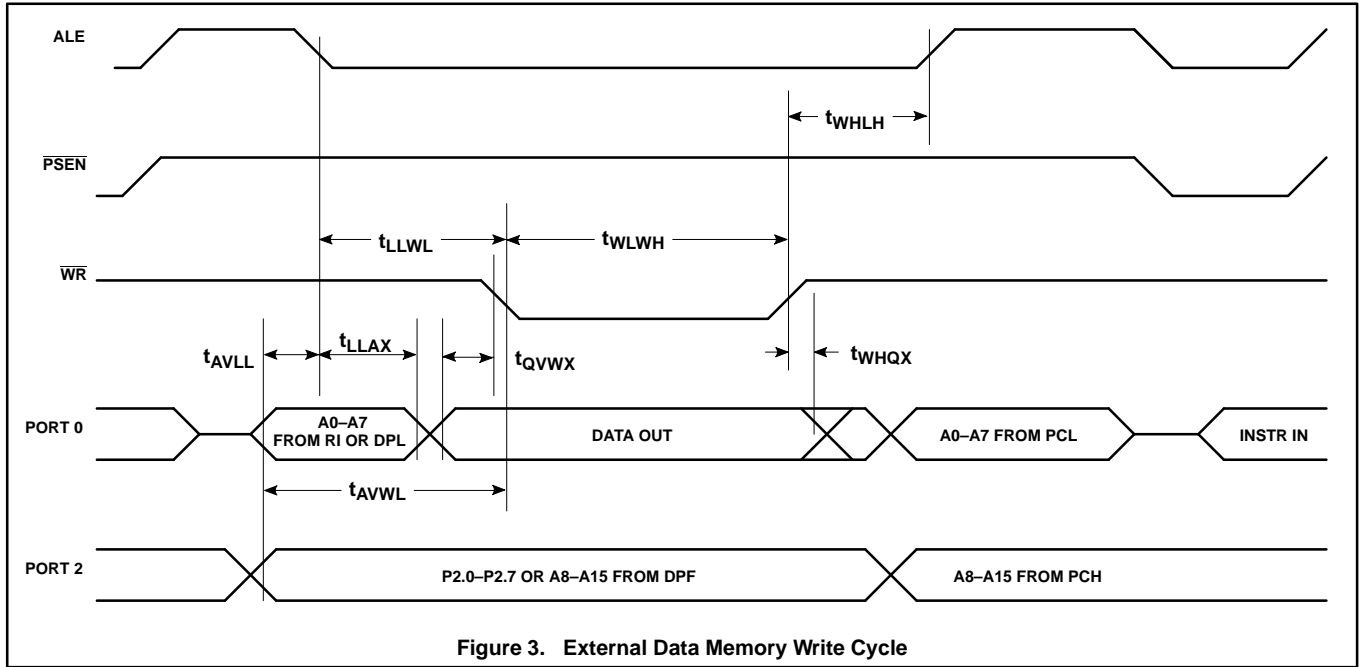 ALE
tWHLH
PSEN
tLLWL
tWLWH
WR
tAVLL
tLLAX
tQVWX
tWHQX
PORT 0
A0–A7
FROM RI OR DPL
DATA OUT
A0–A7 FROM PCL
INSTR IN
tAVWL
PORT 2
P2.0–P2.7 OR A8–A15 FROM DPF
A8–A15 FROM PCH
Figure 3. External Data Memory Write Cycle